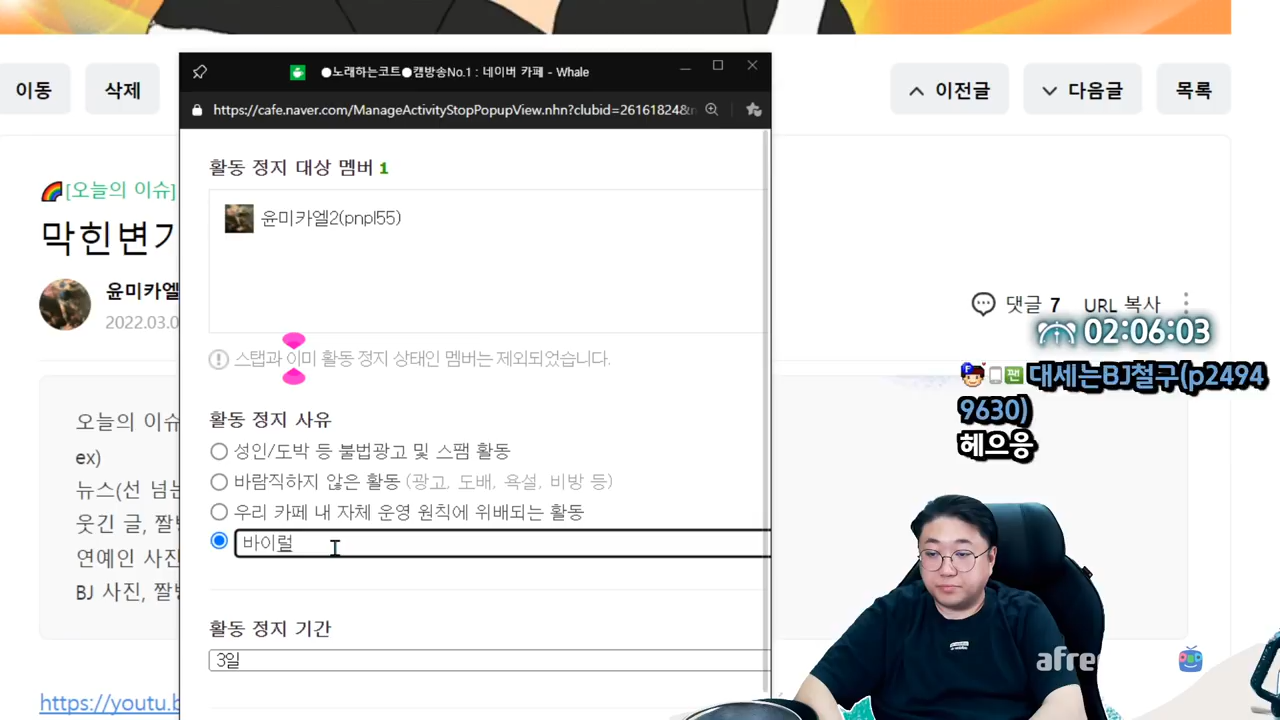 이동
삭제
이전글
다음글
목록
●노래하는코트●캠방송No.1 : 네이버 카페 - Whale
https://cafe.naver.com/ManageActivityStopPopupView.nhn?clubid=26161824&
활동 정지 대상 멤버 1
윤미카엘2(pnpl55)
스탭과 이미 활동 정지 상태인 멤버는 제외되었습니다.
활동 정지 사유
성인/도박 등 불법광고 및 스팸 활동
바람직하지 않은 활동 (광고, 도배, 욕설, 비방 등)
우리 카페 내 자체 운영 원칙에 위배되는 활동
바이럴
활동 정지 기간
3일
[오늘의 이슈]
막힌변기
윤미카엘
2022.03.0
댓글 7
URL 복사
02:06:03
팬 대세는BJ철구(p2494
9630)
헤으응
오늘의 이슈
ex)
뉴스(선 넘는
웃긴 글, 짤
연예인 사진
BJ 사진, 짤
https://youtu.b
afre